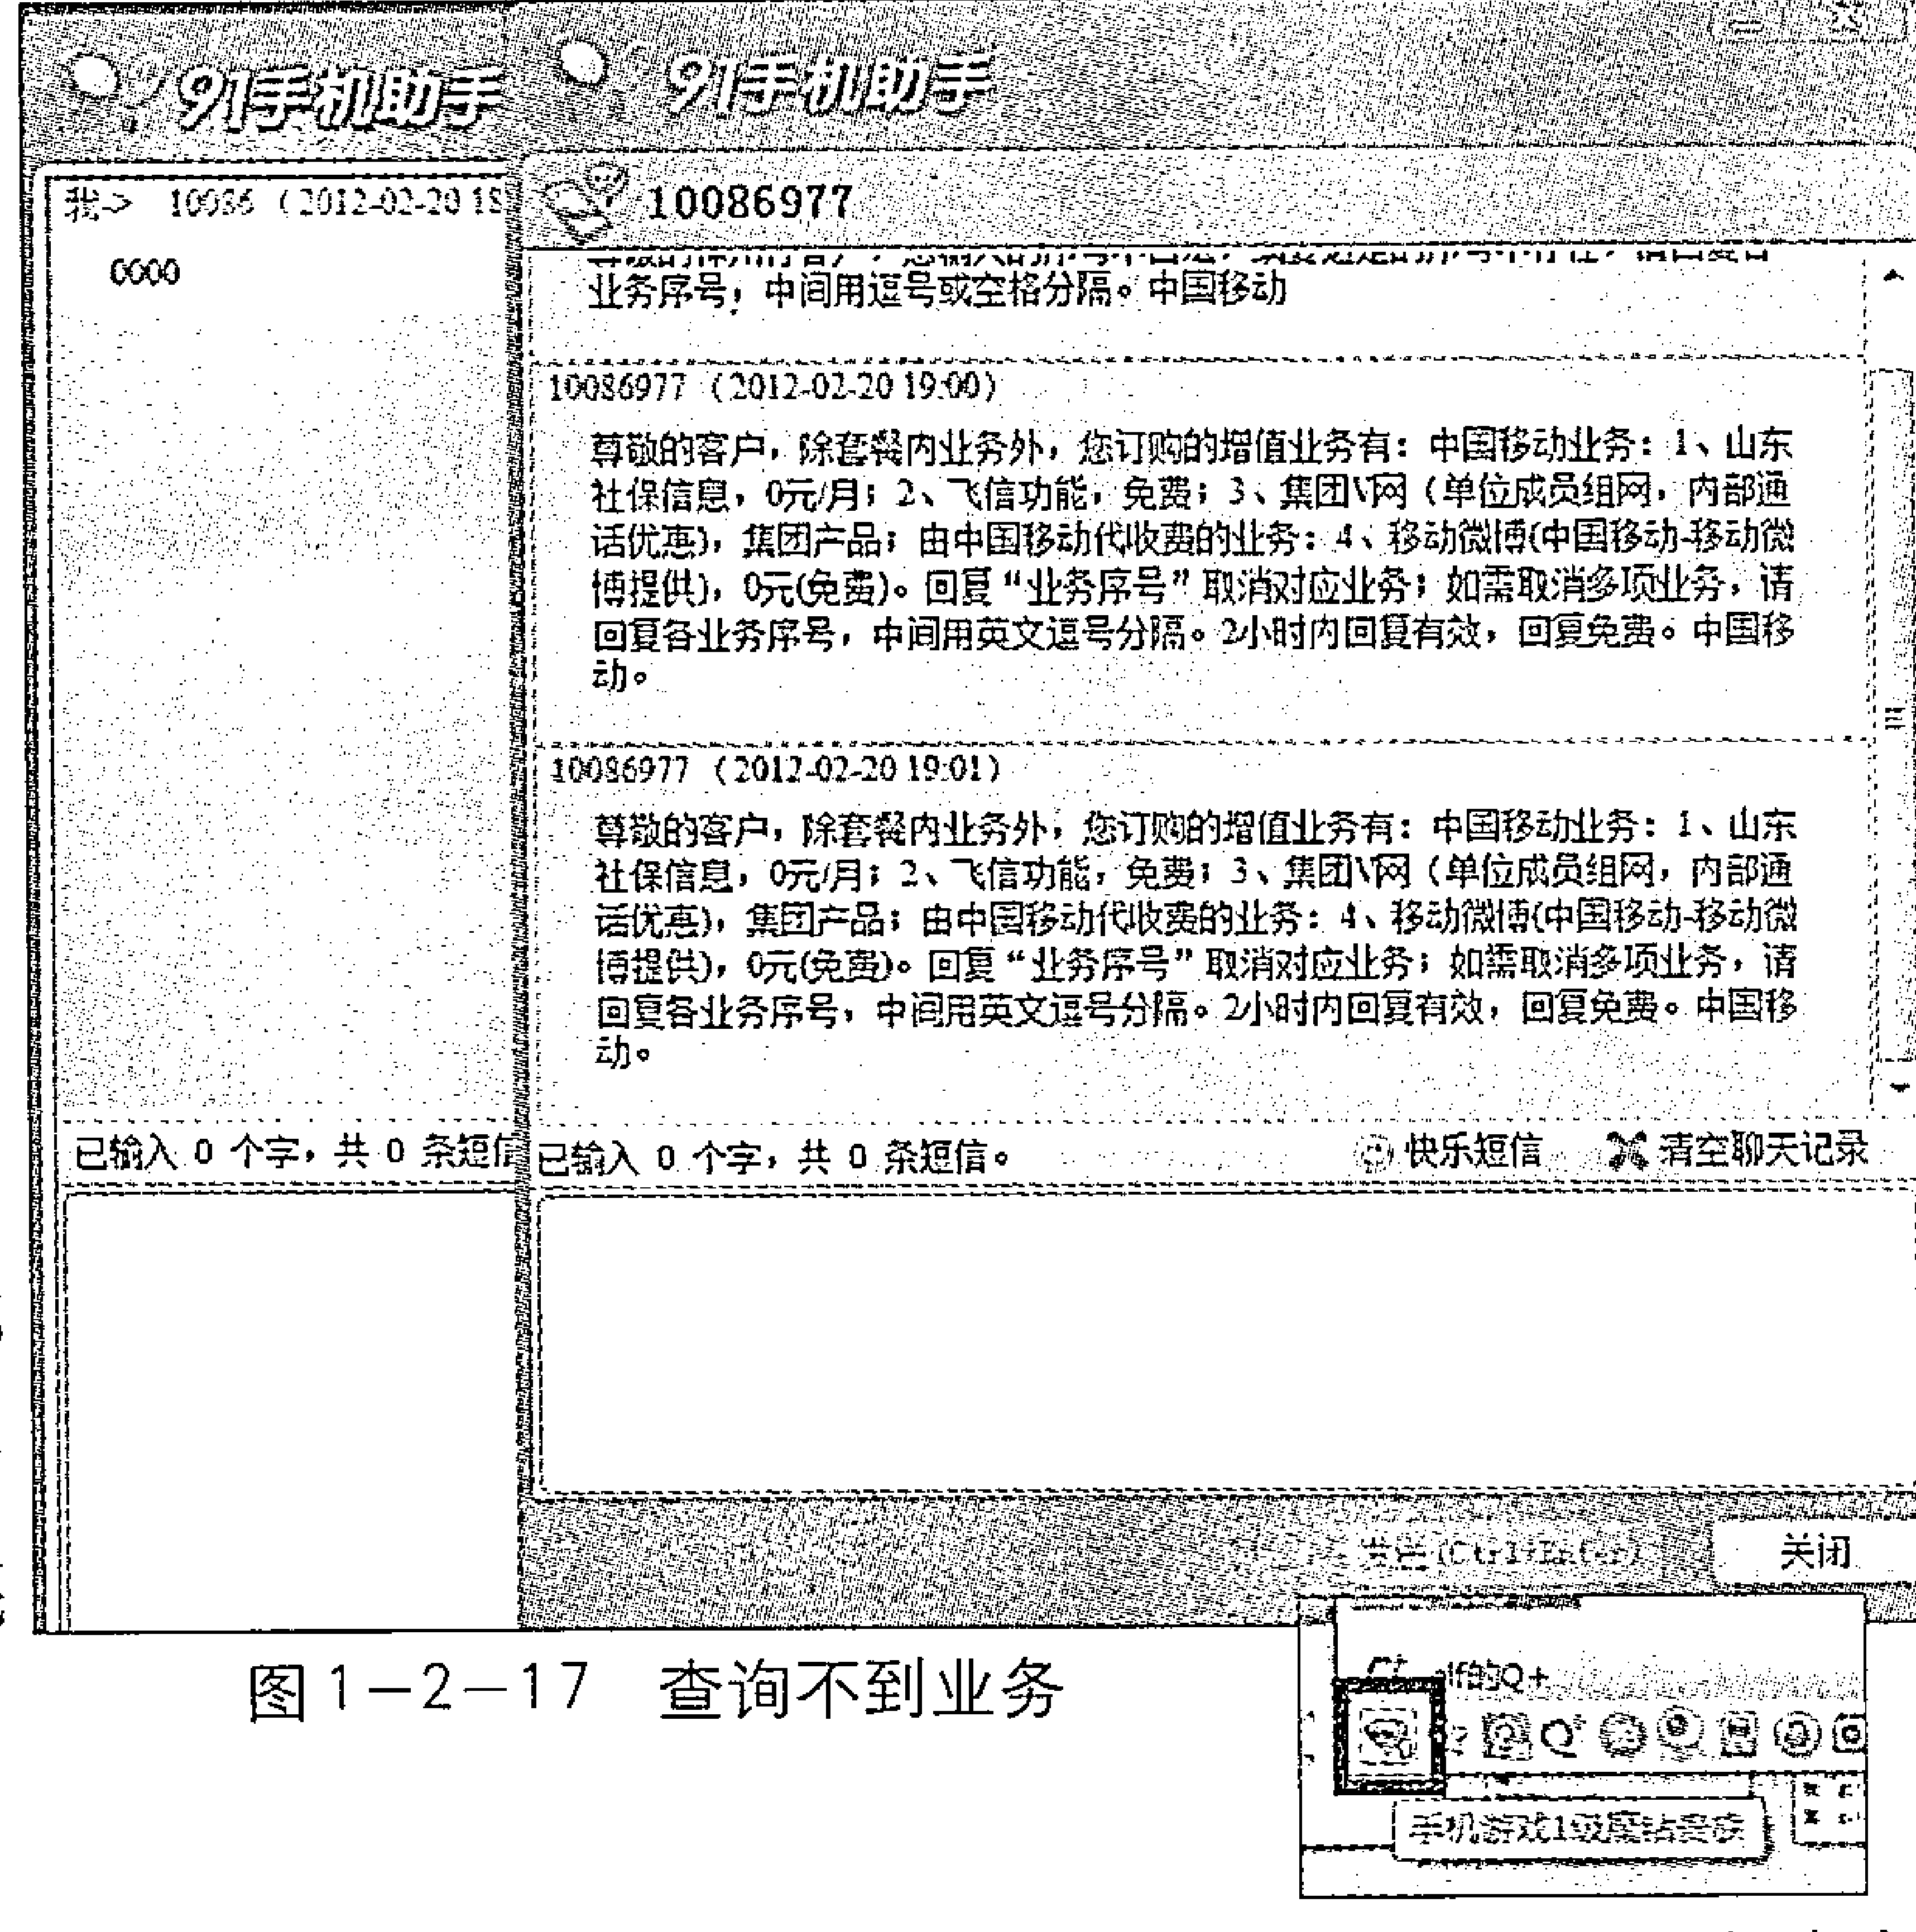 91手机助手
91手机助手
我-> 10086 (2012-02-20 18
0000
10086977
业务序号，中间用逗号或空格分隔。中国移动
10086977 (2012-02-20 19:00)
尊敬的客户，除套餐内业务外，您订购的增值业务有：中国移动业务：1、山东
社保信息，0元/月；2、飞信功能，免费；3、集团V网（单位成员组网，内部通
话优惠），集团产品；由中国移动代收费的业务：4、移动微博(中国移动-移动微
博提供)，0元(免费)。回复“业务序号”取消对应业务；如需取消多项业务，请
回复各业务序号，中间用英文逗号分隔。2小时内回复有效，回复免费。中国移
动。
10086977 (2012-02-20 19:01)
尊敬的客户，除套餐内业务外，您订购的增值业务有：中国移动业务：1、山东
社保信息，0元/月；2、飞信功能，免费；3、集团V网（单位成员组网，内部通
话优惠），集团产品；由中国移动代收费的业务：4、移动微博(中国移动-移动微
博提供)，0元(免费)。回复“业务序号”取消对应业务；如需取消多项业务，请
回复各业务序号，中间用英文逗号分隔。2小时内回复有效，回复免费。中国移
动。
已输入 0 个字，共 0 条短信
已输入 0 个字，共 0 条短信。 快乐短信 清空聊天记录
(Ctrl+Enter) 关闭
的Q+
手机游戏1级魔钻贵族
图1-2-17 查询不到业务